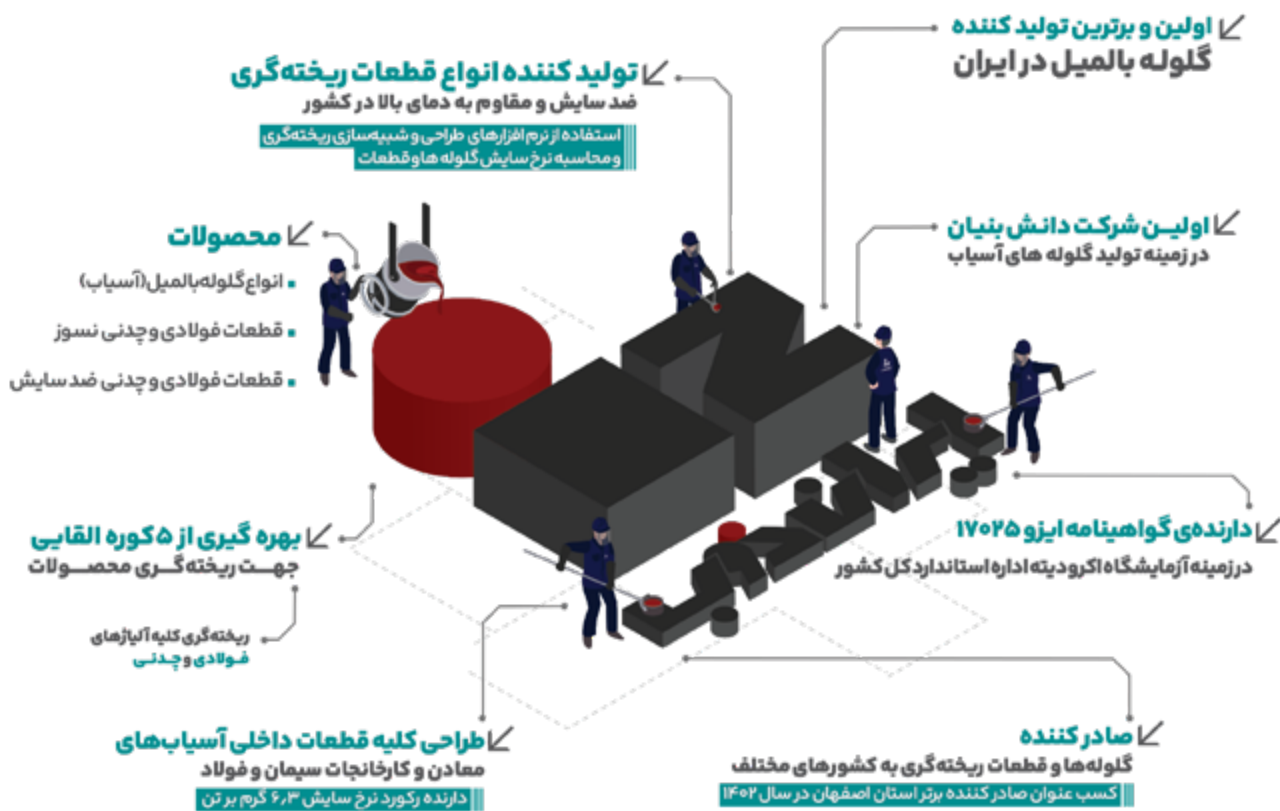 اولین و برترین تولید کننده
گلوله بالمیل در ایران
تولید کننده انواع قطعات ریخته‌گری
ضد سایش و مقاوم به دمای بالا در کشور
استفاده از نرم افزارهای طراحی و شبیه‌سازی ریخته‌گری
و محاسبه نرخ سایش گلوله ها و قطعات
اولین شرکت دانش بنیان
در زمینه تولید گلوله های آسیاب
محصولات
انواع گلوله بالمیل (آسیاب)
قطعات فولادی و چدنی نسوز
قطعات فولادی و چدنی ضد سایش
دارنده‌ی گواهینامه ایزو ۱۷۰۲۵
در زمینه آزمایشگاه اکرودیته اداره استاندارد کل کشور
بهره گیری از ۵ کوره القایی
جهت ریخته‌گری محصولات
ریخته‌گری کلیه آلیاژهای
فولادی و چدنی
صادر کننده
گلوله‌ها و قطعات ریخته‌گری به کشورهای مختلف
کسب عنوان صادر کننده برتر استان اصفهان در سال ۱۴۰۲
طراحی کلیه قطعات داخلی آسیاب‌های
معادن و کارخانجات سیمان و فولاد
دارنده رکورد نرخ سایش ۶٫۳ گرم بر تن